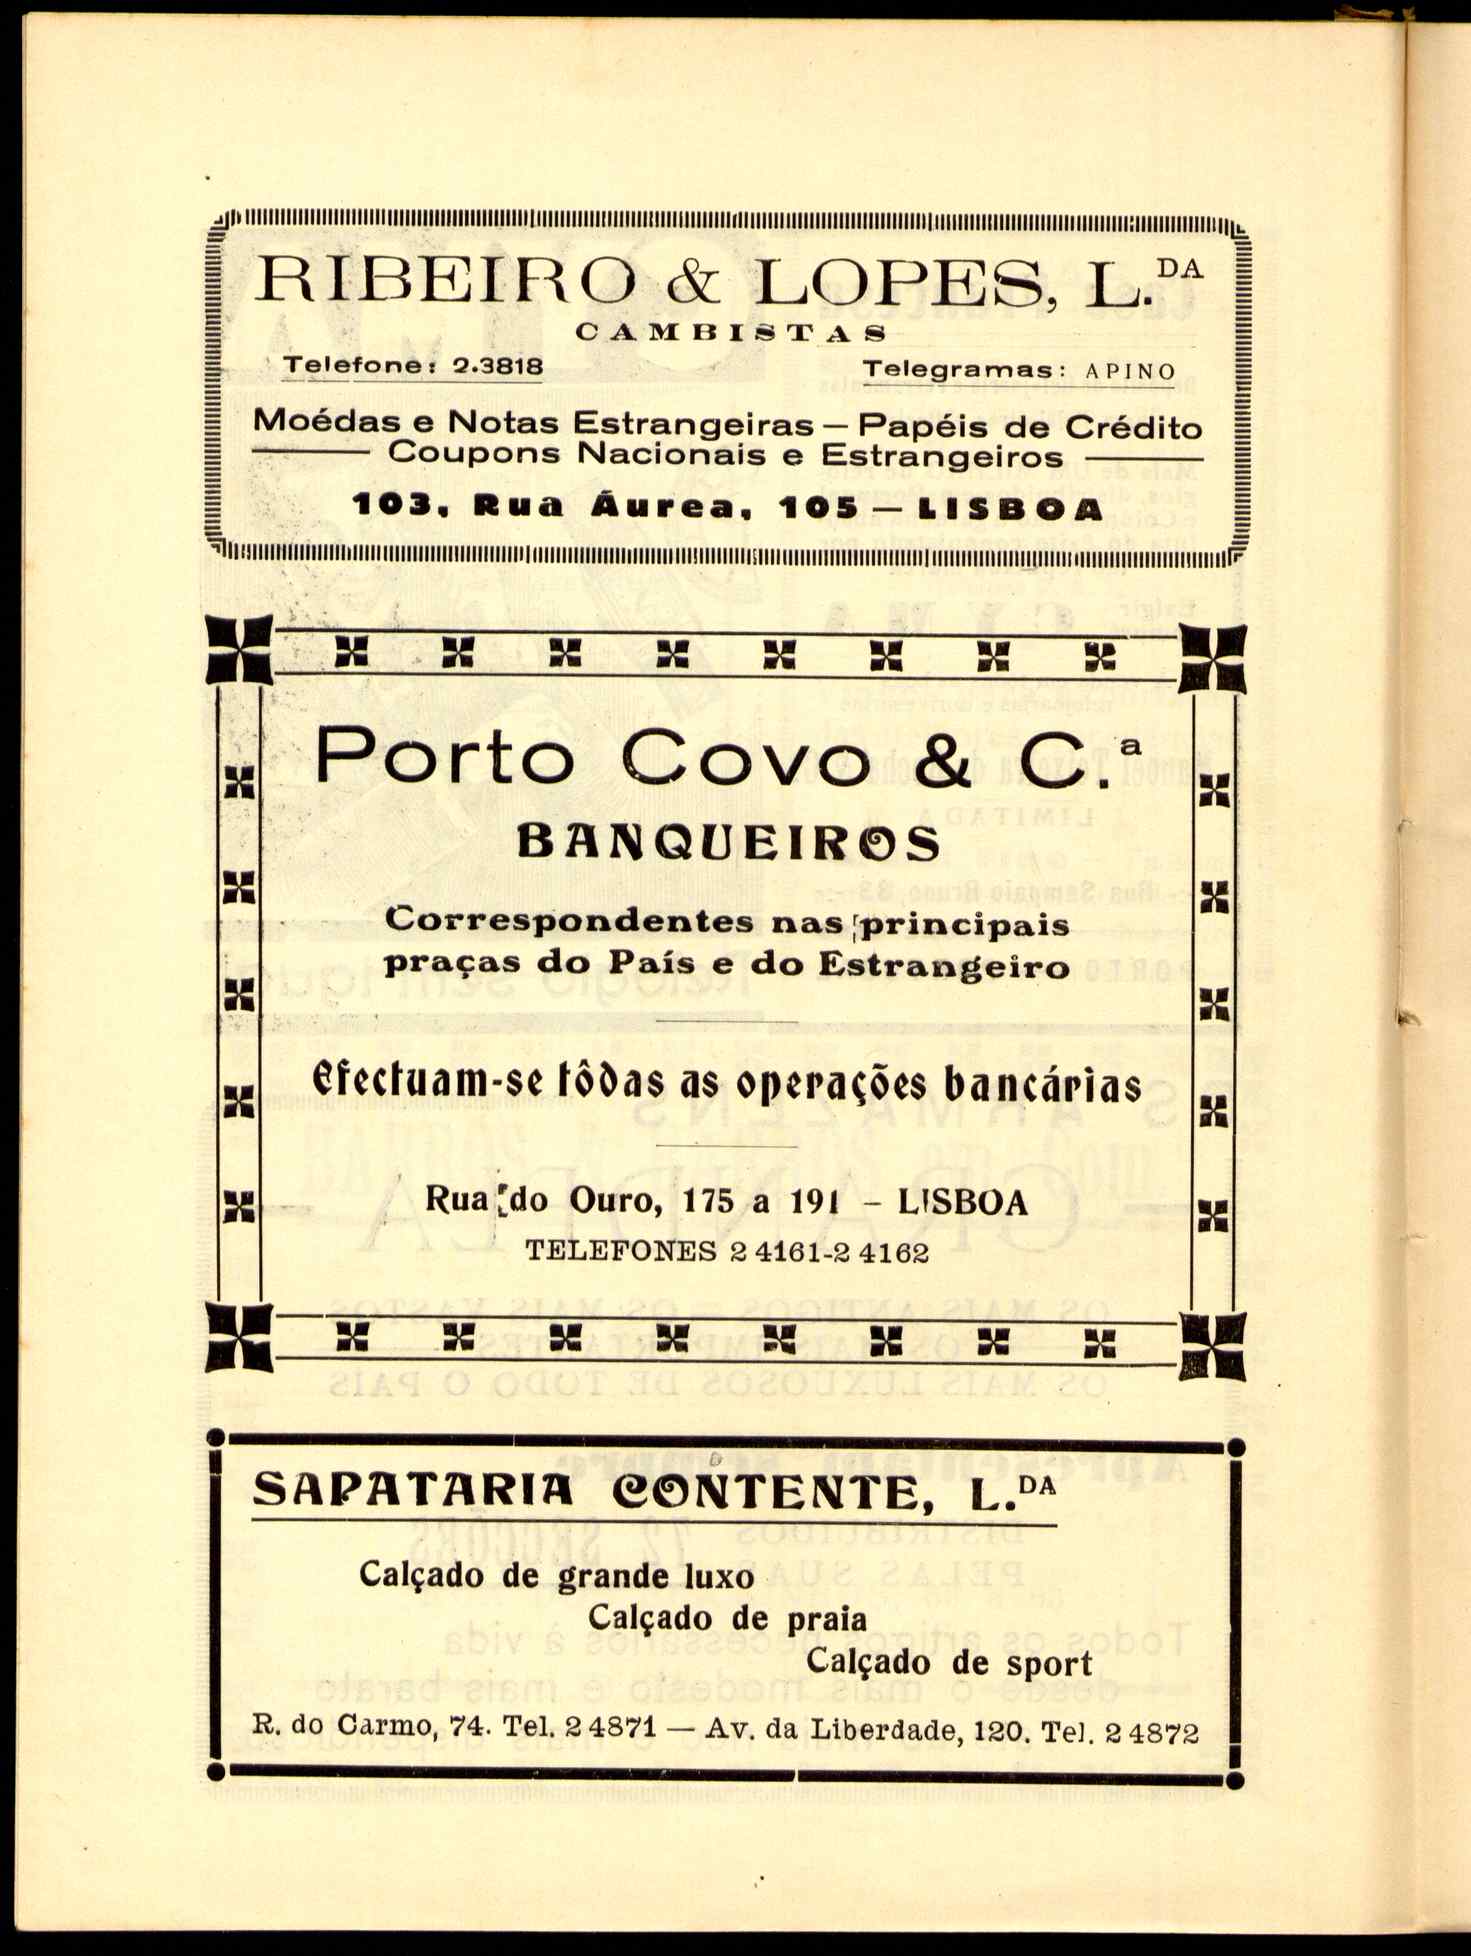 RIBEIRO & LOPES, L.DA
CAMBISTAS
Telefone: 2.3818 Telegramas: APINO
Moédas e Notas Estrangeiras — Papéis de Crédito
Coupons Nacionais e Estrangeiros
103, Rua Áurea, 105 — LISBOA
Porto Covo & C.ª
BANQUEIROS
Correspondentes nas principais
praças do País e do Estrangeiro
Efectuam-se tôdas as operações bancárias
Rua do Ouro, 175 a 191 – LISBOA
TELEFONES 2 4161-2 4162
SAPATARIA CONTENTE, L.DA
Calçado de grande luxo
Calçado de praia
Calçado de sport
R. do Carmo, 74. Tel. 2 4871 — Av. da Liberdade, 120. Tel. 2 4872